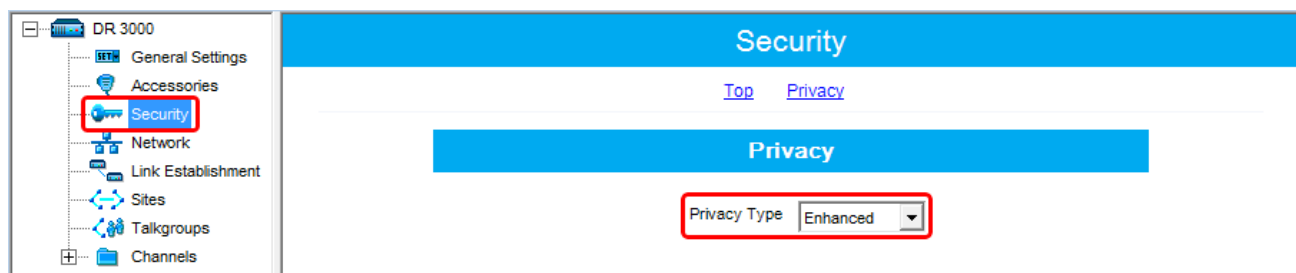 DR 3000
SET
General Settings
Accessories
Security
Network
Link Establishment
Sites
Talkgroups
Channels
Security
Top Privacy
Privacy
Privacy Type Enhanced